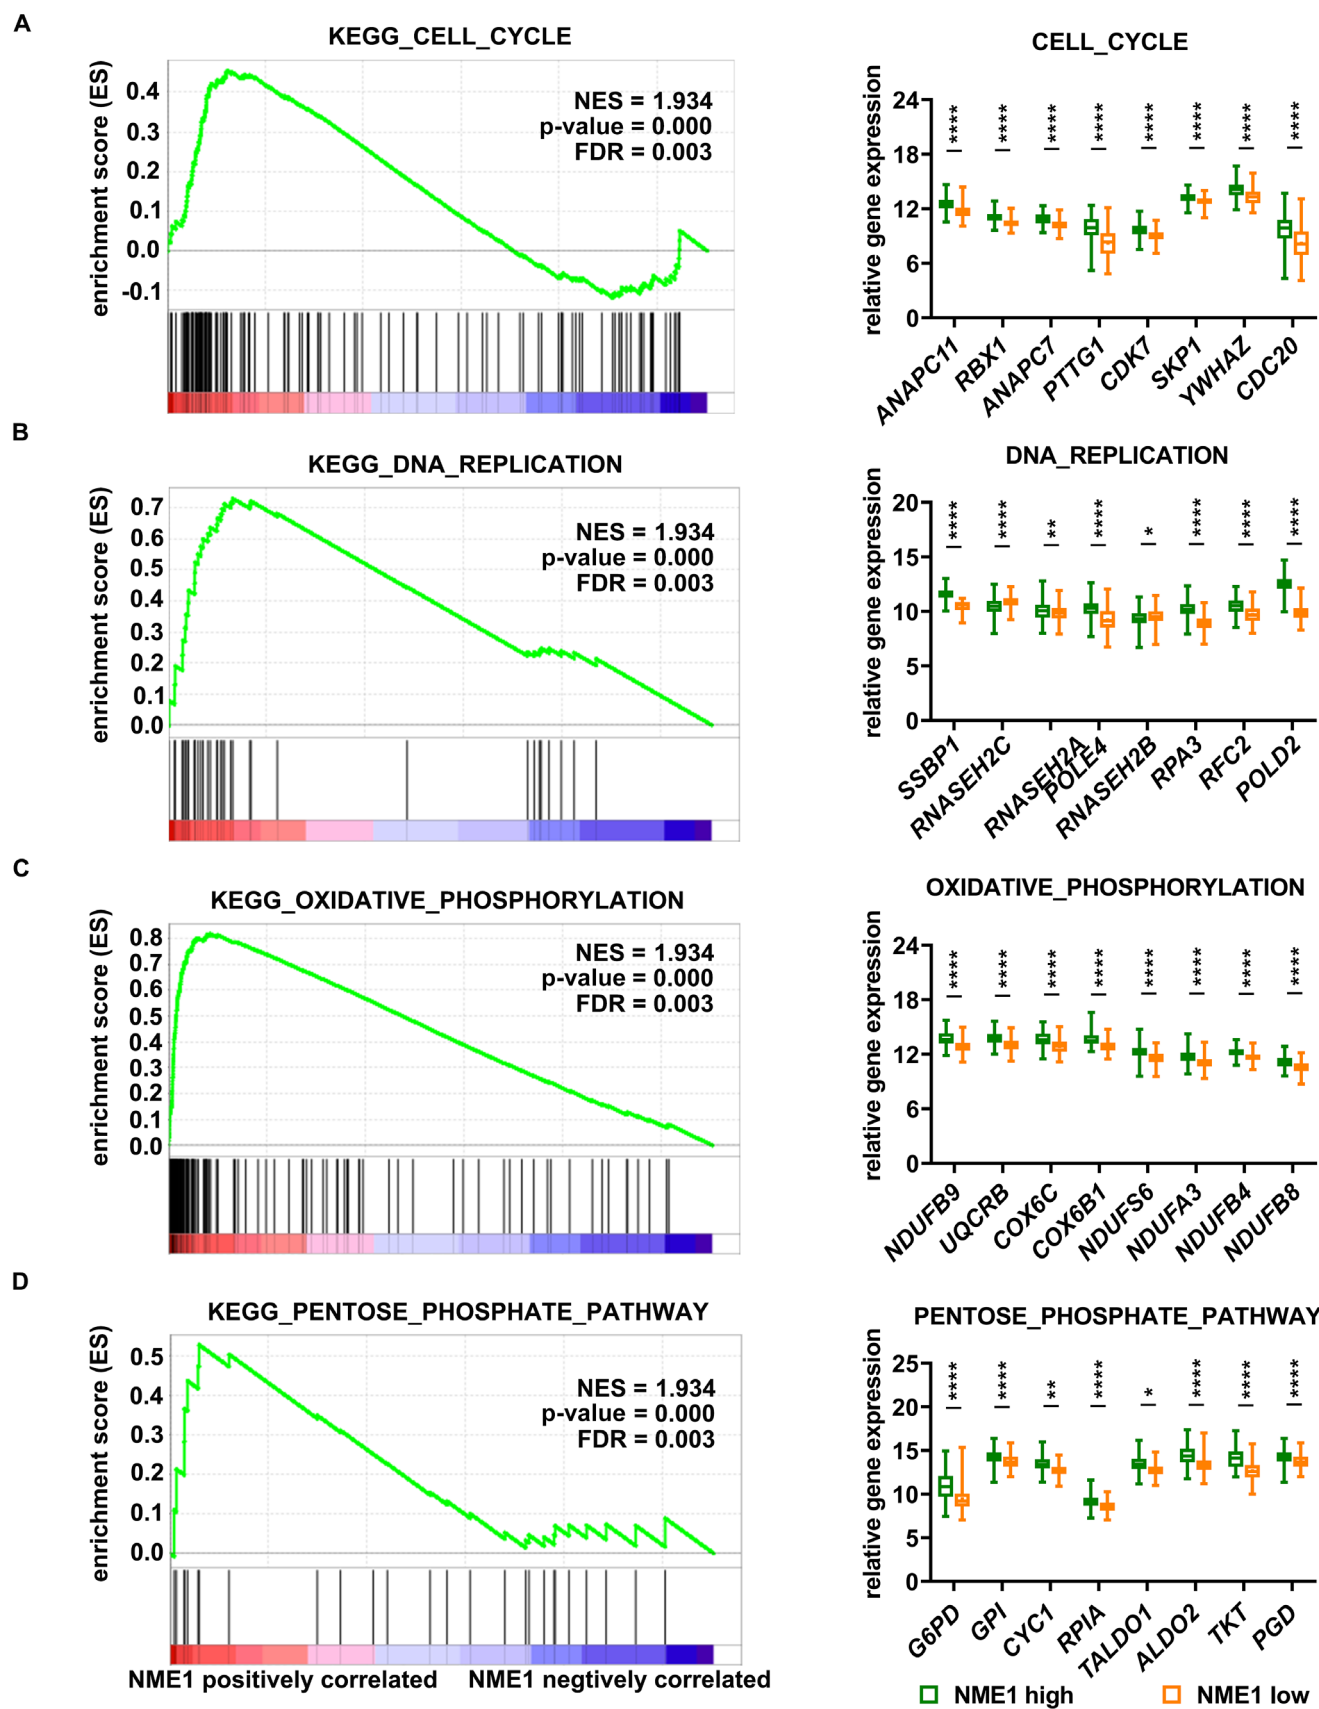 A
KEGG_CELL_CYCLE
enrichment score (ES)
0.4
0.3
0.2
0.1
0.0
-0.1
NES = 1.934
p-value = 0.000
FDR = 0.003
CELL_CYCLE
relative gene expression
24
18
12
6
0
**** **** **** **** **** **** **** ****
ANAPC11 RBX1 ANAPC7 PTTG1 CDK7 SKP1 YWHAZ CDC20
B
KEGG_DNA_REPLICATION
enrichment score (ES)
0.7
0.6
0.5
0.4
0.3
0.2
0.1
0.0
NES = 1.934
p-value = 0.000
FDR = 0.003
DNA_REPLICATION
relative gene expression
20
15
10
5
0
**** **** ** **** * **** **** ****
SSBP1 RNASEH2C RNASEH2A POLE4 RNASEH2B RPA3 RFC2 POLD2
C
KEGG_OXIDATIVE_PHOSPHORYLATION
enrichment score (ES)
0.8
0.7
0.6
0.5
0.4
0.3
0.2
0.1
0.0
NES = 1.934
p-value = 0.000
FDR = 0.003
OXIDATIVE_PHOSPHORYLATION
relative gene expression
24
18
12
6
0
**** **** **** **** **** **** **** ****
NDUFB9 UQCRB COX6C COX6B1 NDUFS6 NDUFA3 NDUFB4 NDUFB8
D
KEGG_PENTOSE_PHOSPHATE_PATHWAY
enrichment score (ES)
0.5
0.4
0.3
0.2
0.1
0.0
NES = 1.934
p-value = 0.000
FDR = 0.003
NME1 positively correlated NME1 negtively correlated
PENTOSE_PHOSPHATE_PATHWAY
relative gene expression
25
20
15
10
5
0
**** **** ** **** * **** **** ****
G6PD GPI CYC1 RPIA TALDO1 ALDO2 TKT PGD
NME1 high NME1 low